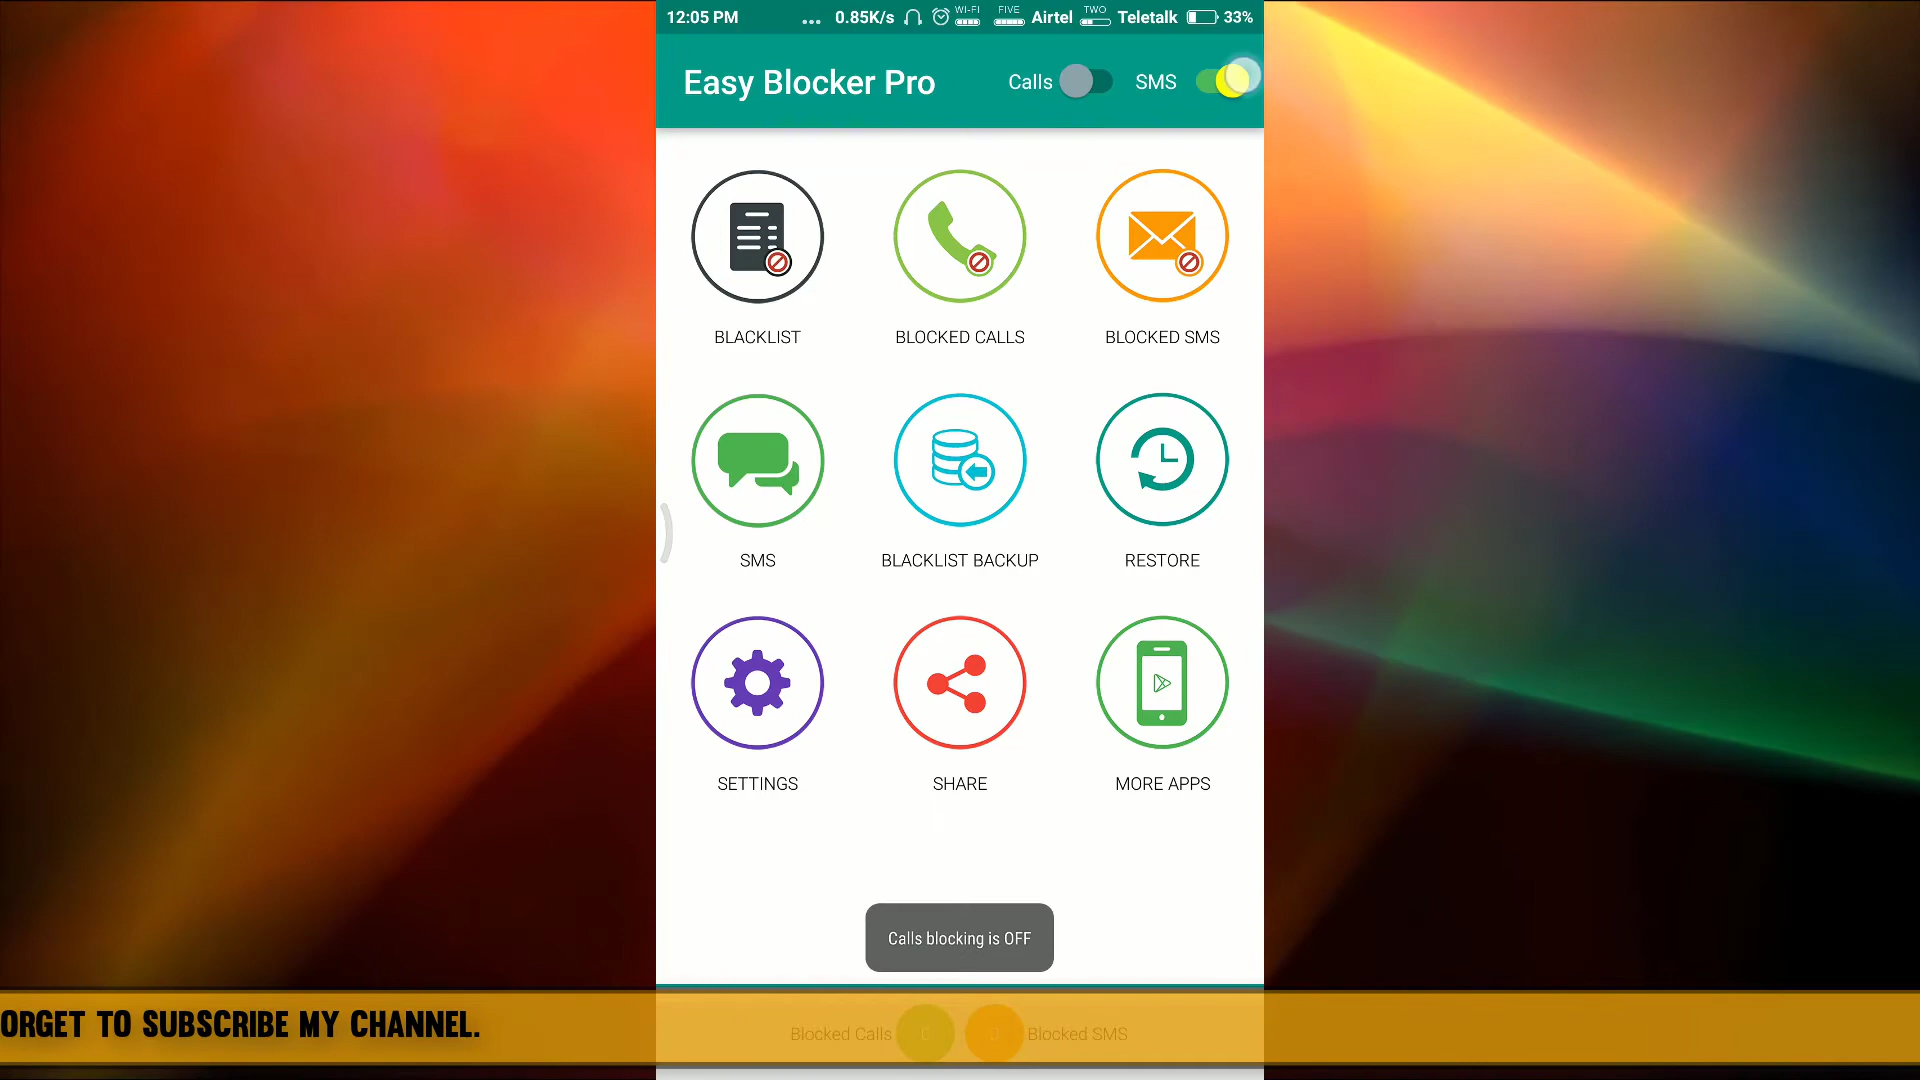 12:05 PM ... 0.85K/s WI-FI FIVE Airtel TWO Teletalk 33%
Easy Blocker Pro Calls SMS
BLACKLIST BLOCKED CALLS BLOCKED SMS
SMS BLACKLIST BACKUP RESTORE
SETTINGS SHARE MORE APPS
Calls blocking is OFF
ORGET TO SUBSCRIBE MY CHANNEL.
Blocked Calls Blocked SMS